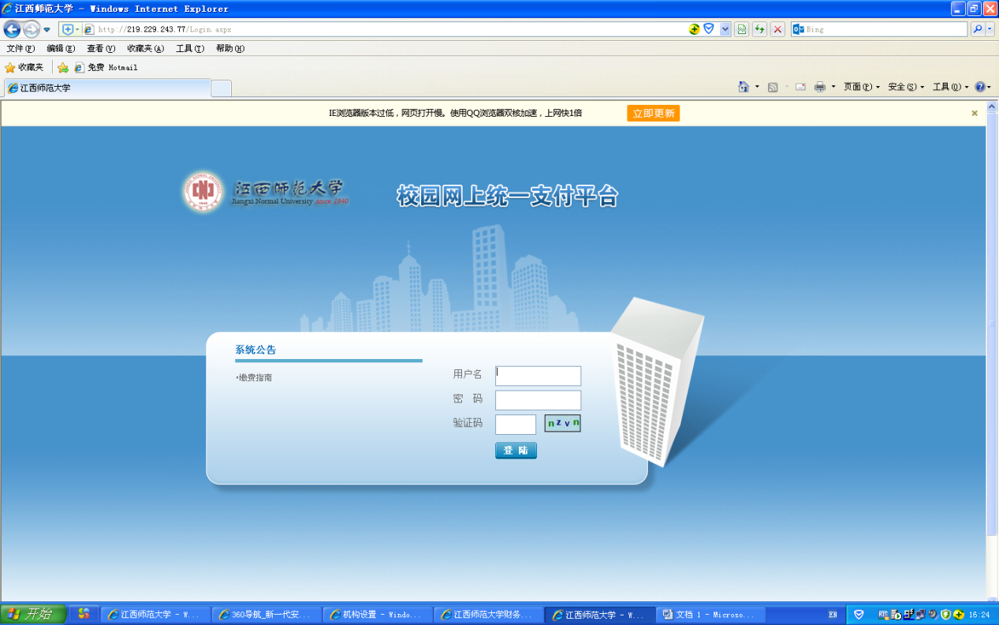 江西师范大学 - Windows Internet Explorer
http://219.229.243.77/Login.aspx
Bing
文件(F) 编辑(E) 查看(V) 收藏夹(A) 工具(T) 帮助(H)
收藏夹 免费 Hotmail
江西师范大学 页面(P) 安全(S) 工具(O)
IE浏览器版本过低，网页打开慢。使用QQ浏览器双核加速，上网快1倍 立即更新
江西师范大学 校园网上统一支付平台
Jiangxi Normal University since 1940
系统公告
·缴费指南
用户名
密 码
验证码 nzvn
登 陆
开始 江西师范大学 - W... 360导航_新一代安... 机构设置 - Windo... 江西师范大学财务... 江西师范大学 - W... 文档 1 - Microso... EN 16:24